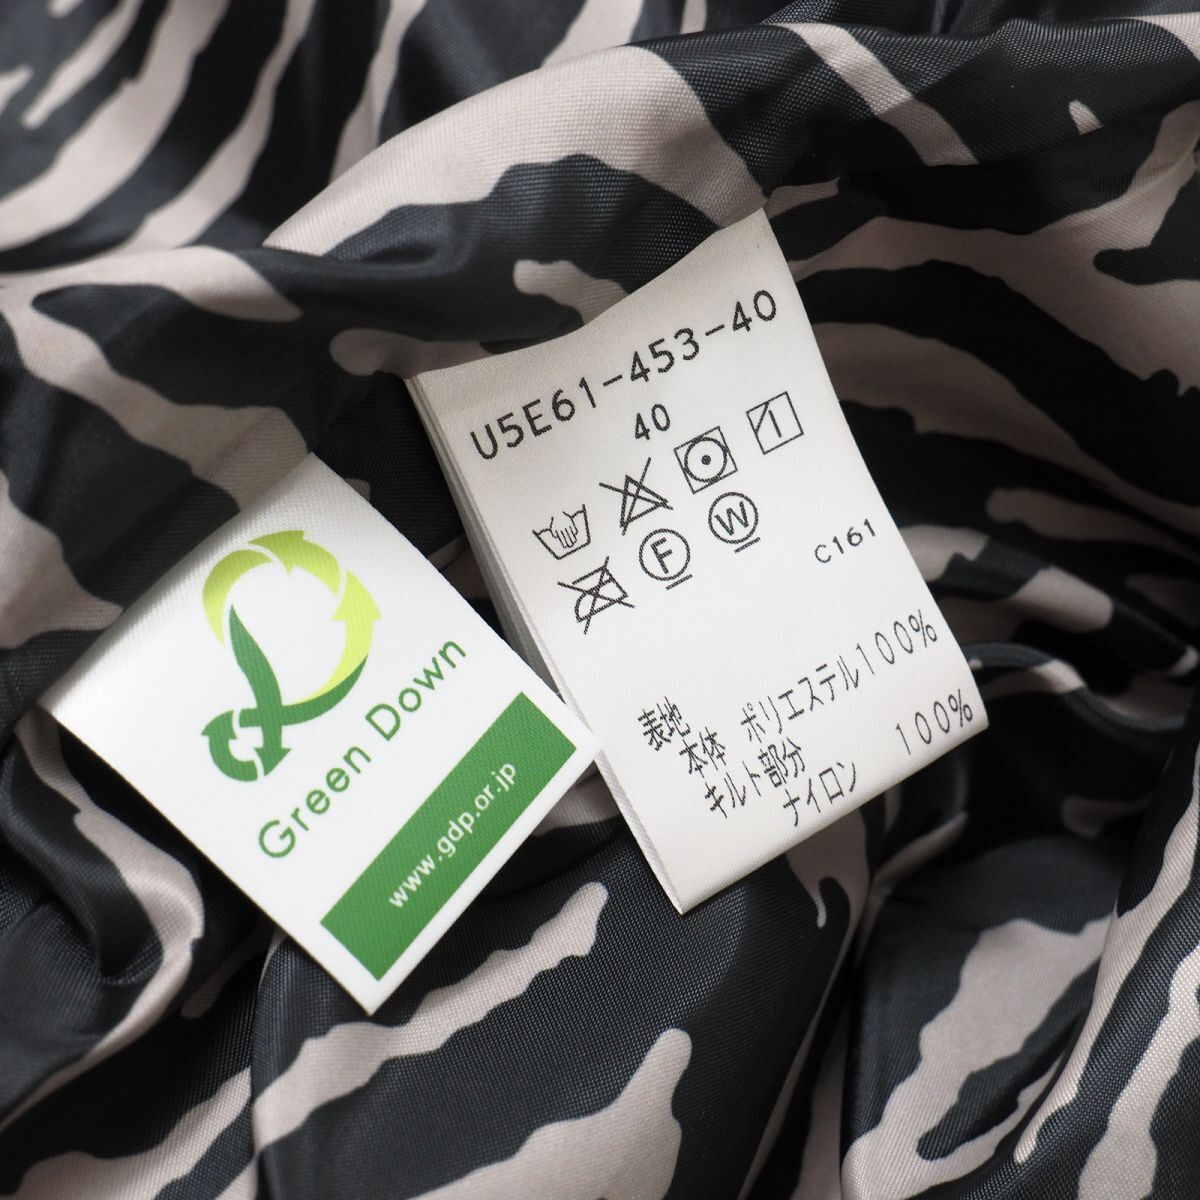 U5E61-453-40
40
F
W
C161
表地
本体 ポリエステル100%
キルト部分
ナイロン 100%
Green Down
www.gdp.or.jp